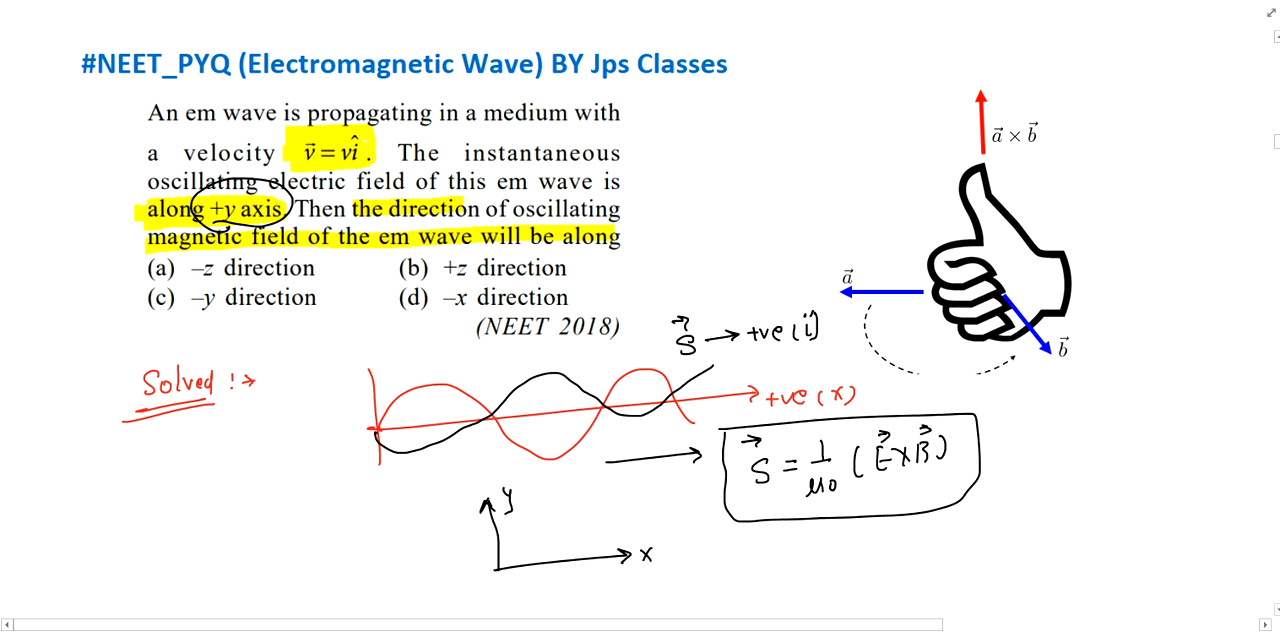 #NEET_PYQ (Electromagnetic Wave) BY Jps Classes
An em wave is propagating in a medium with
a velocity v⃗ = vî . The instantaneous
oscillating electric field of this em wave is
along +y axis. Then the direction of oscillating
magnetic field of the em wave will be along
(a) –z direction (b) +z direction
(c) –y direction (d) –x direction
(NEET 2018)
a⃗ × b⃗
a⃗
b⃗
S⃗ → +ve (î)
Solved !→
+ve (x)
S⃗ = 1/μ0 (E⃗ X B⃗)
y
x